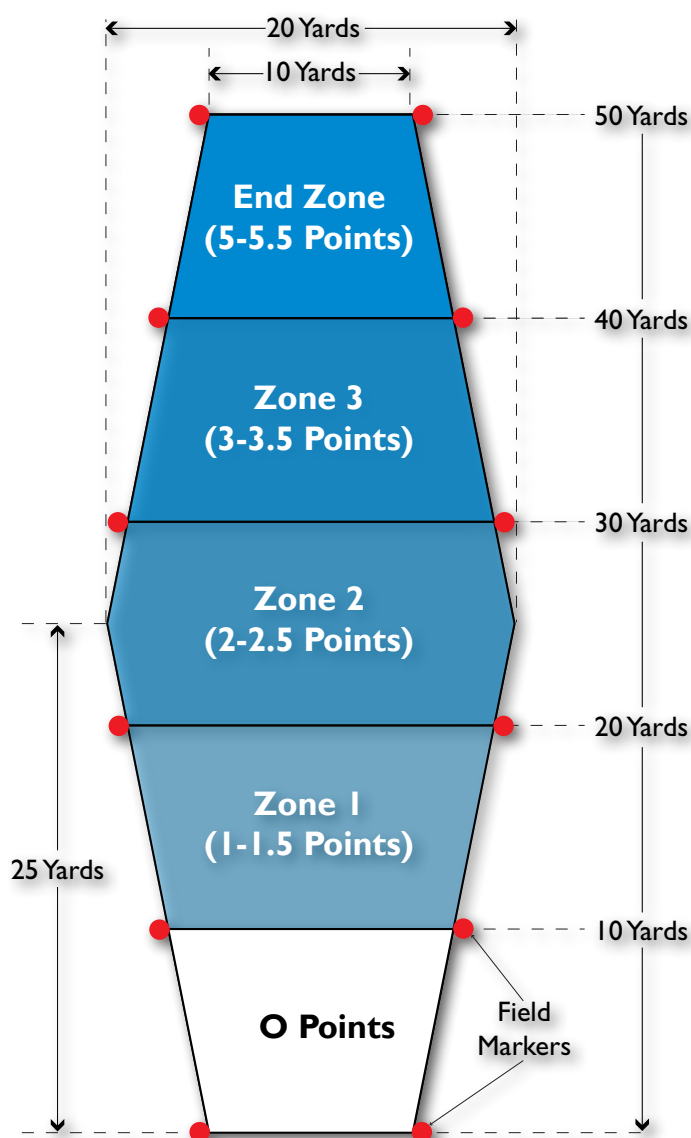 20 Yards
10 Yards
50 Yards
End Zone
(5-5.5 Points)
40 Yards
Zone 3
(3-3.5 Points)
30 Yards
Zone 2
(2-2.5 Points)
20 Yards
Zone 1
(1-1.5 Points)
25 Yards
10 Yards
O Points
Field
Markers